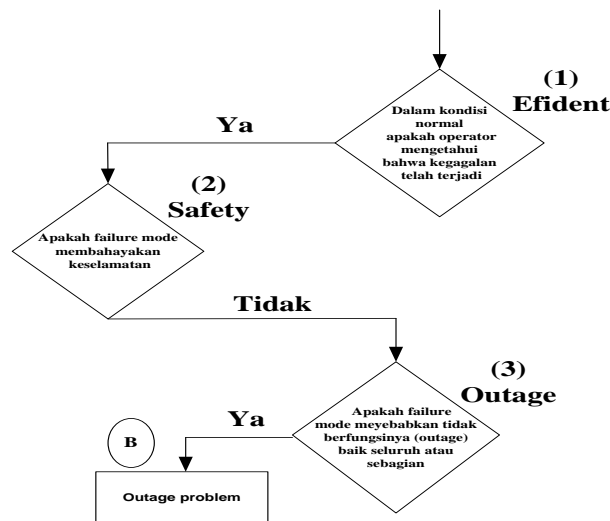 (1)
Efident
Dalam kondisi
normal
apakah operator
mengetahui
bahwa kegagalan
telah terjadi
Ya
(2)
Safety
Apakah failure mode
membahayakan
keselamatan
Tidak
(3)
Outage
Apakah failure
mode meyebabkan tidak
berfungsinya (outage)
baik seluruh atau
sebagian
Ya
B
Outage problem